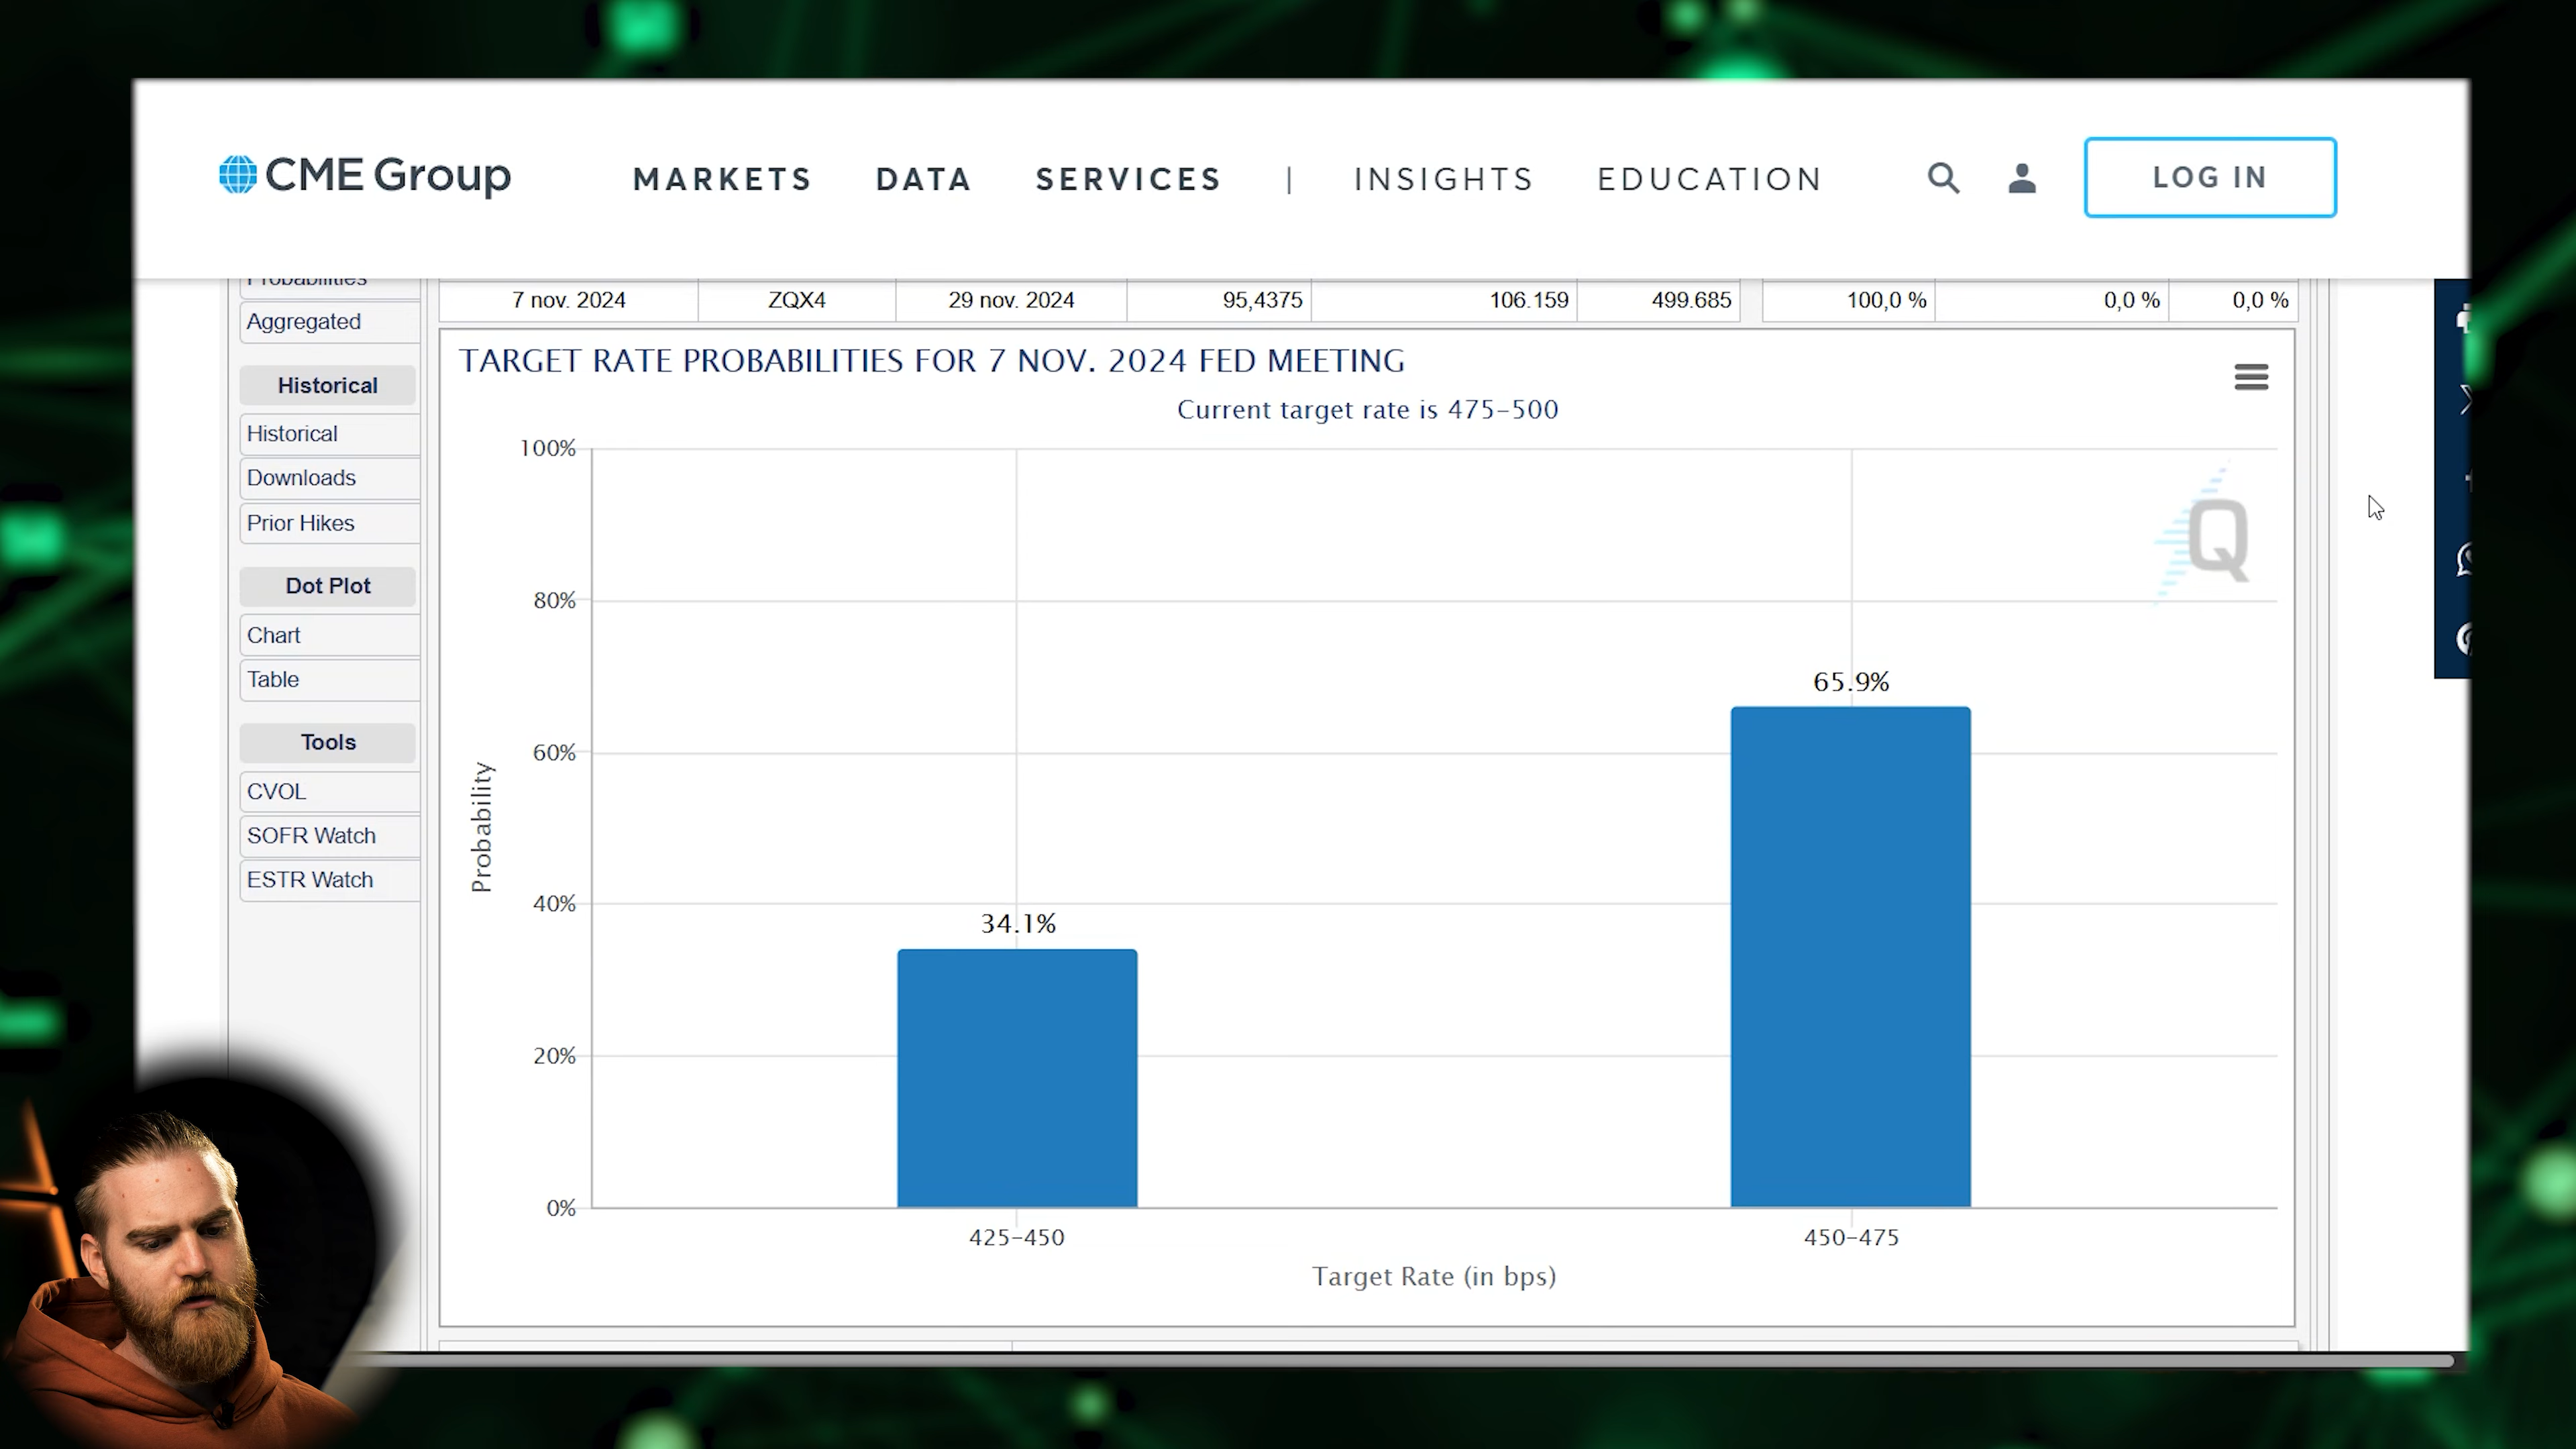 CME Group
MARKETS DATA SERVICES | INSIGHTS EDUCATION
LOG IN
Probabilities
Aggregated
Historical
Historical
Downloads
Prior Hikes
Dot Plot
Chart
Table
Tools
CVOL
SOFR Watch
ESTR Watch
7 nov. 2024 ZQX4 29 nov. 2024 95,4375 106.159 499.685 100,0 % 0,0 % 0,0 %
TARGET RATE PROBABILITIES FOR 7 NOV. 2024 FED MEETING
Current target rate is 475-500
100%
80%
60%
40%
20%
0%
Probability
Q
34.1%
65.9%
425-450
450-475
Target Rate (in bps)